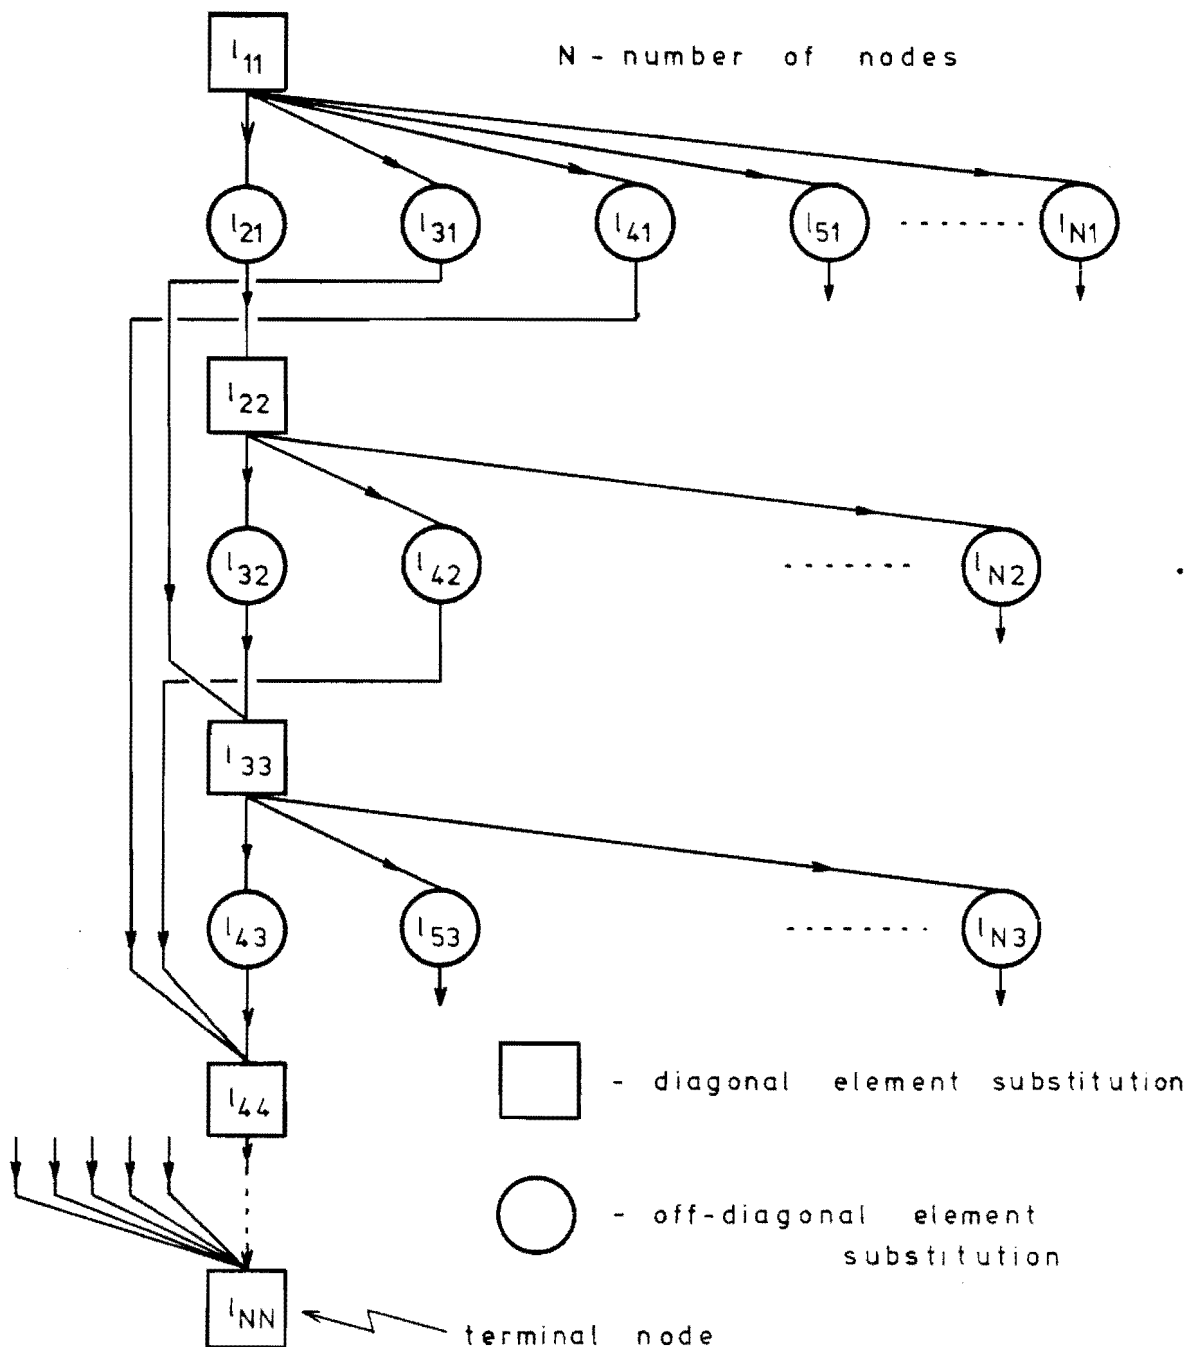 l11
N - number of nodes
l21 l31 l41 l51 ........ lN1
l22
l32 l42 ........ lN2
l33
l43 l53 ......... lN3
l44
- diagonal element substitution
- off-diagonal element
substitution
lNN
terminal node